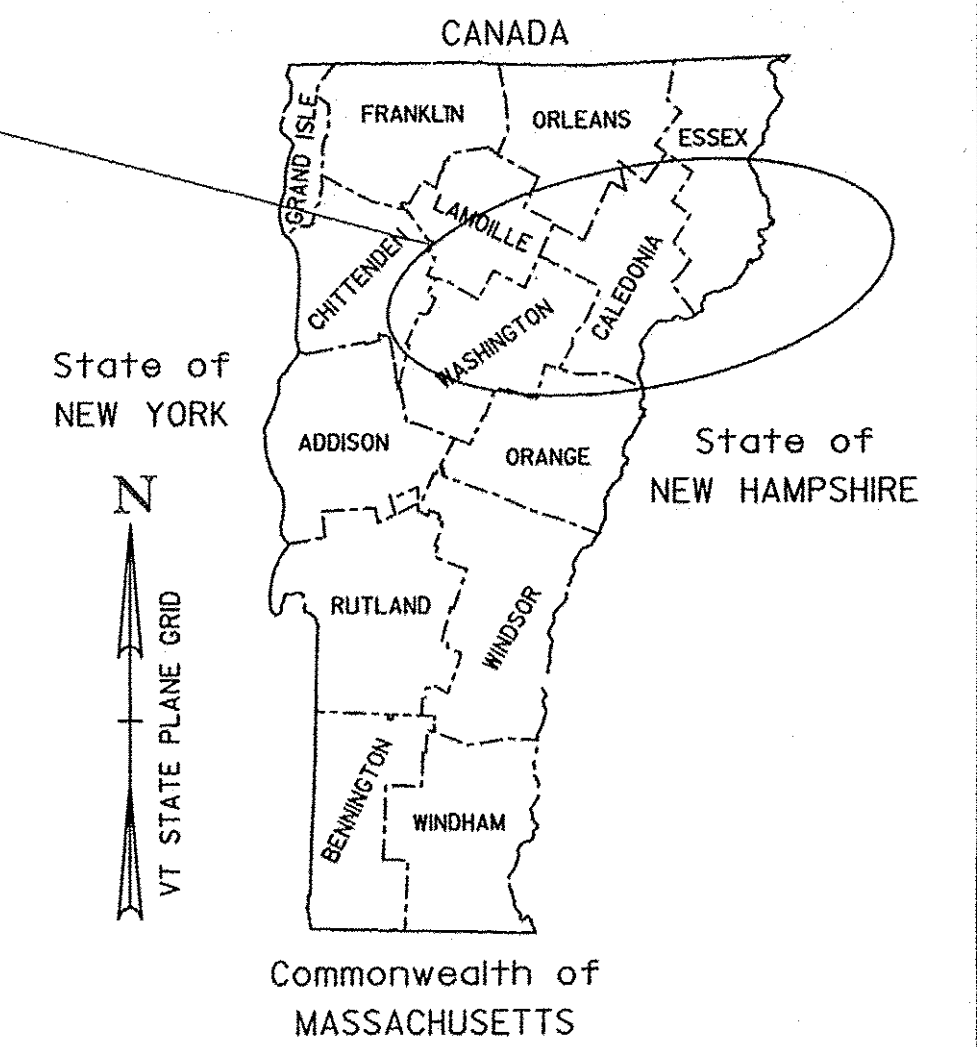 CANADA
GRAND ISLE
FRANKLIN
ORLEANS
ESSEX
LAMOILLE
CHITTENDEN
CALEDONIA
WASHINGTON
State of
NEW YORK
ADDISON
ORANGE
State of
NEW HAMPSHIRE
N
VT STATE PLANE GRID
RUTLAND
WINDSOR
BENNINGTON
WINDHAM
Commonwealth of
MASSACHUSETTS